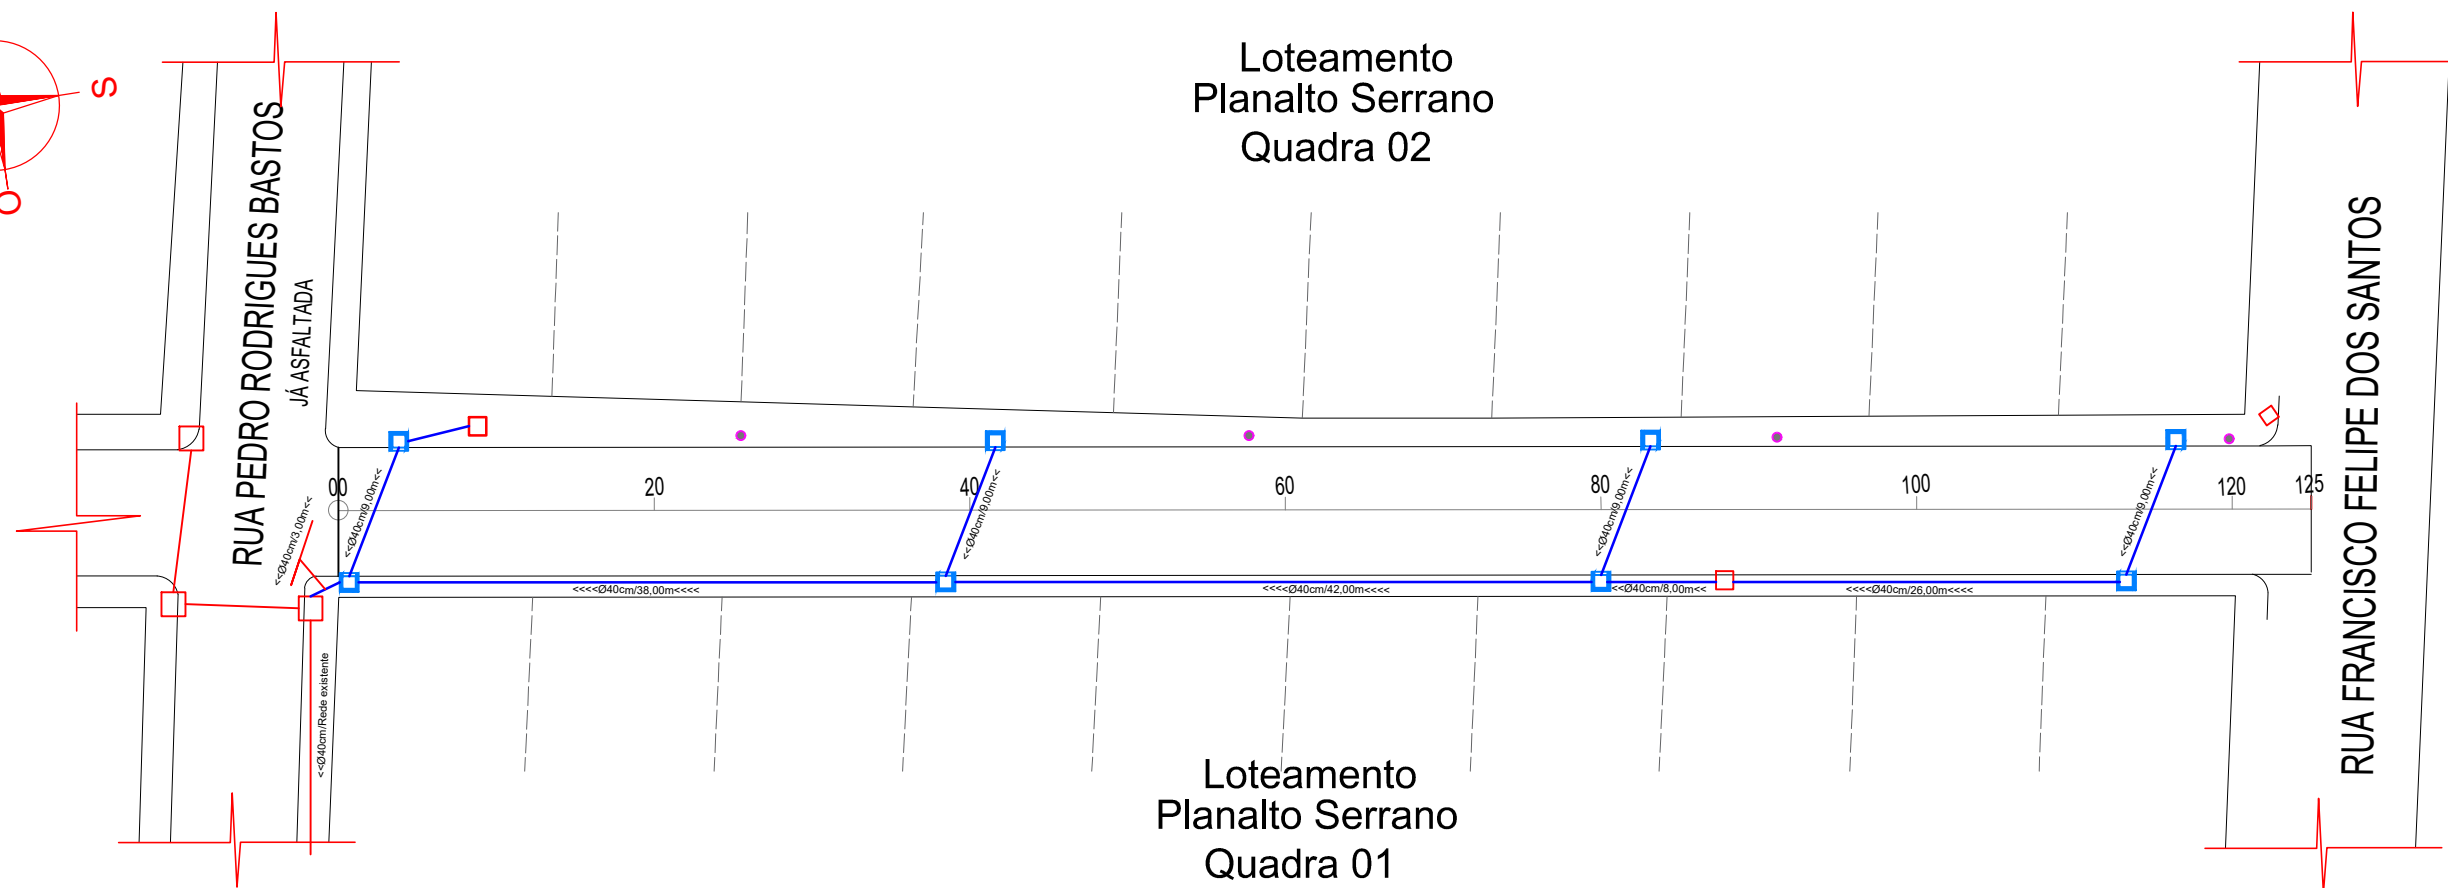 Loteamento
Planalto Serrano
Quadra 02
S
O
RUA PEDRO RODRIGUES BASTOS
JÁ ASFALTADA
RUA FRANCISCO FELIPE DOS SANTOS
00
20
40
60
80
100
120
125
<<Ø40cm/3,00m<<
<<Ø40cm/9,00m<<
<<Ø40cm/9,00m<<
<<Ø40cm/9,00m<<
<<Ø40cm/9,00m<<
<<<<Ø40cm/38,00m<<<<
<<<<Ø40cm/42,00m<<<<
<<Ø40cm/8,00m<<
<<<<Ø40cm/26,00m<<<<
<<Ø40cm/Rede existente
Loteamento
Planalto Serrano
Quadra 01